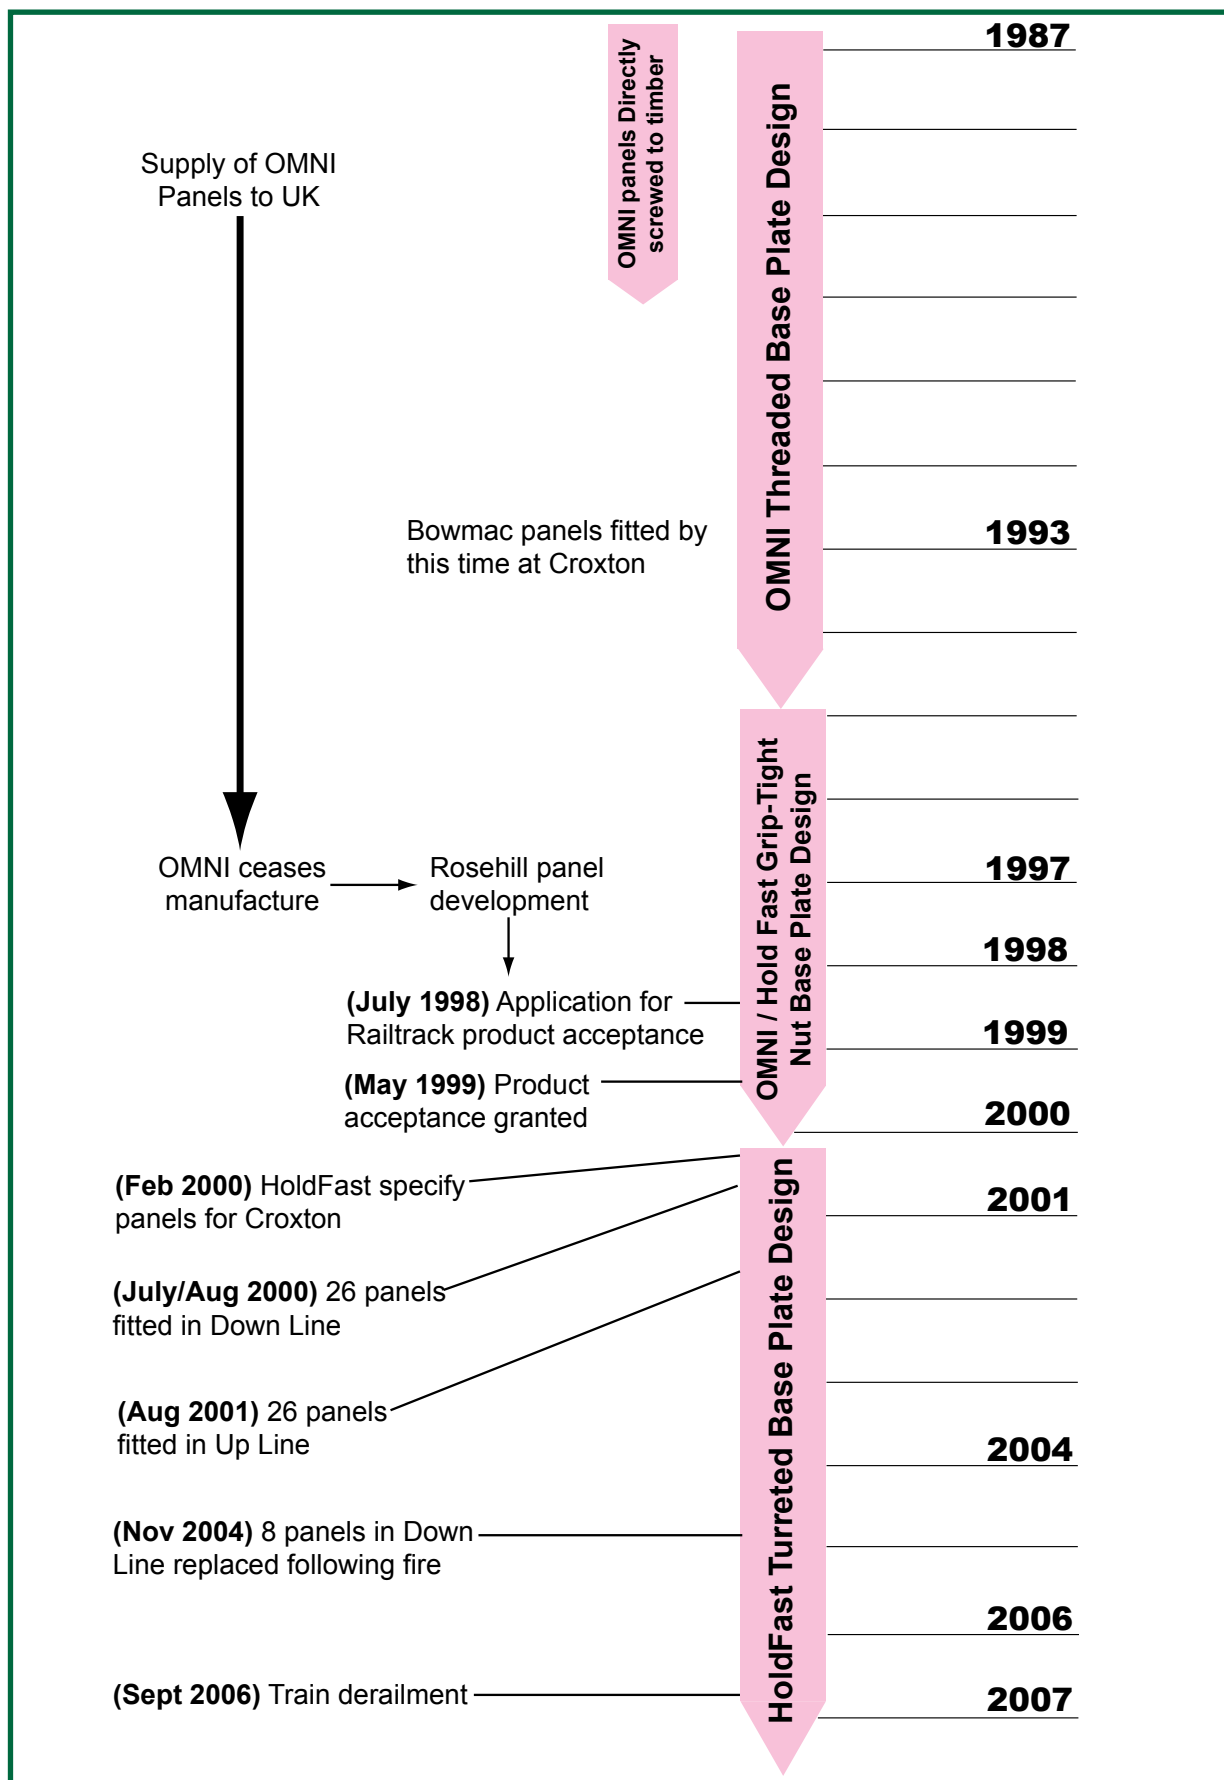 1987
OMNI panels Directly
screwed to timber
OMNI Threaded Base Plate Design
Supply of OMNI
Panels to UK
Bowmac panels fitted by
this time at Croxton
1993
OMNI / Hold Fast Grip-Tight
Nut Base Plate Design
OMNI ceases
manufacture
Rosehill panel
development
1997
1998
(July 1998) Application for
Railtrack product acceptance
1999
(May 1999) Product
acceptance granted
2000
HoldFast Turreted Base Plate Design
(Feb 2000) HoldFast specify
panels for Croxton
2001
(July/Aug 2000) 26 panels
fitted in Down Line
(Aug 2001) 26 panels
fitted in Up Line
2004
(Nov 2004) 8 panels in Down
Line replaced following fire
2006
(Sept 2006) Train derailment
2007